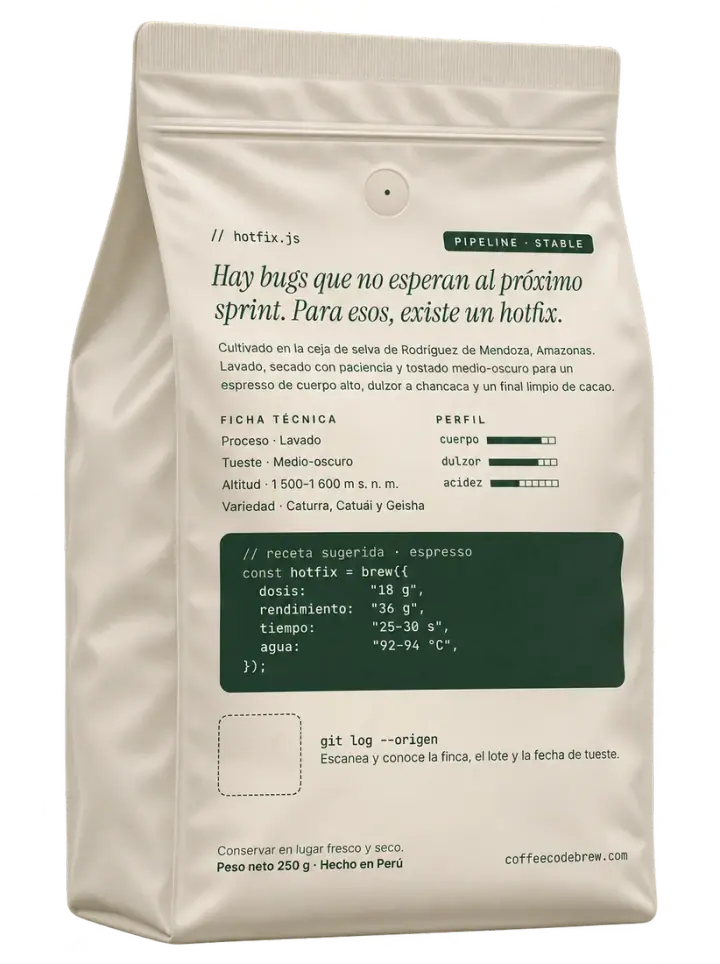 // hotfix.js
PIPELINE · STABLE
Hay bugs que no esperan al próximo
sprint. Para esos, existe un hotfix.
Cultivado en la ceja de selva de Rodríguez de Mendoza, Amazonas.
Lavado, secado con paciencia y tostado medio-oscuro para un
espresso de cuerpo alto, dulzor a chancaca y un final limpio de cacao.
FICHA TÉCNICA
Proceso · Lavado
Tueste · Medio-oscuro
Altitud · 1 500–1 600 m s. n. m.
Variedad · Caturra, Catuái y Geisha
PERFIL
cuerpo
dulzor
acidez
// receta sugerida · espresso
const hotfix = brew({
dosis: "18 g",
rendimiento: "36 g",
tiempo: "25–30 s",
agua: "92–94 °C",
});
git log --origen
Escanea y conoce la finca, el lote y la fecha de tueste.
Conservar en lugar fresco y seco.
Peso neto 250 g · Hecho en Perú
coffeecodebrew.com